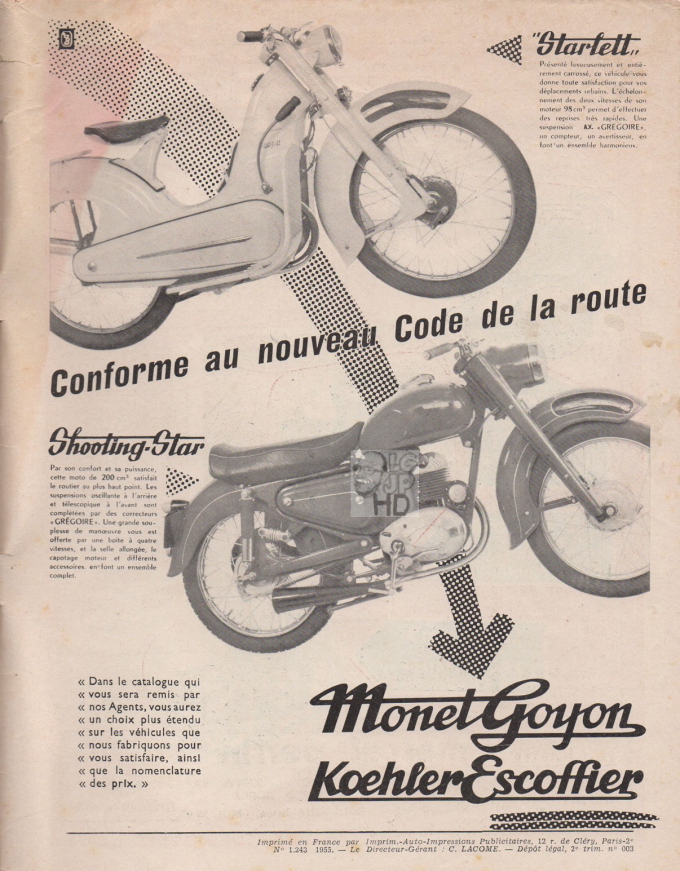 "Starlett„
Présenté luxueusement et entiè-
rement carrossé, ce véhicule vous
donne toute satisfaction pour vos
déplacements urbains. L'échelon-
nement des deux vitesses de son
moteur 98 cm³ permet d'effectuer
des reprises très rapides. Une
suspension AX. «GRÉGOIRE»,
un compteur, un avertisseur, en
font un ensemble harmonieux.
Conforme au nouveau Code de la route
Shooting-Star
Par son confort et sa puissance,
cette moto de 200 cm³ satisfait
le routier au plus haut point. Les
suspensions oscillante à l'arrière
et télescopique à l'avant sont
complétées par des correcteurs
«GRÉGOIRE». Une grande sou-
plesse de manœuvre vous est
offerte par une boîte à quatre
vitesses, et la selle allongée, le
capotage moteur et différents
accessoires en font un ensemble
complet.
LC
JP
HD
« Dans le catalogue qui
« vous sera remis par
« nos Agents, vous aurez
« un choix plus étendu
« sur les véhicules que
« nous fabriquons pour
« vous satisfaire, ainsi
« que la nomenclature
« des prix. »
Monet Goyon
Koehler Escoffier
Imprimé en France par Imprim.-Auto-Impressions Publicitaires, 12 r. de Cléry, Paris-2e
N° 1.243 1955. — Le Directeur-Gérant : C. LACOME. — Dépôt légal, 2e trim. n° 003